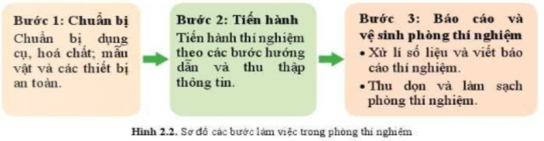 Bước 1: Chuẩn bị
Chuẩn bị dụng
cụ, hoá chất; mẫu
vật và các thiết bị
an toàn.
Bước 2: Tiến hành
Tiến hành thí nghiệm
theo các bước hướng
dẫn và thu thập
thông tin.
Bước 3: Báo cáo và
vệ sinh phòng thí nghiệm
• Xử lí số liệu và viết báo
cáo thí nghiệm.
• Thu dọn và làm sạch
phòng thí nghiệm.
Hình 2.2. Sơ đồ các bước làm việc trong phòng thí nghiệm